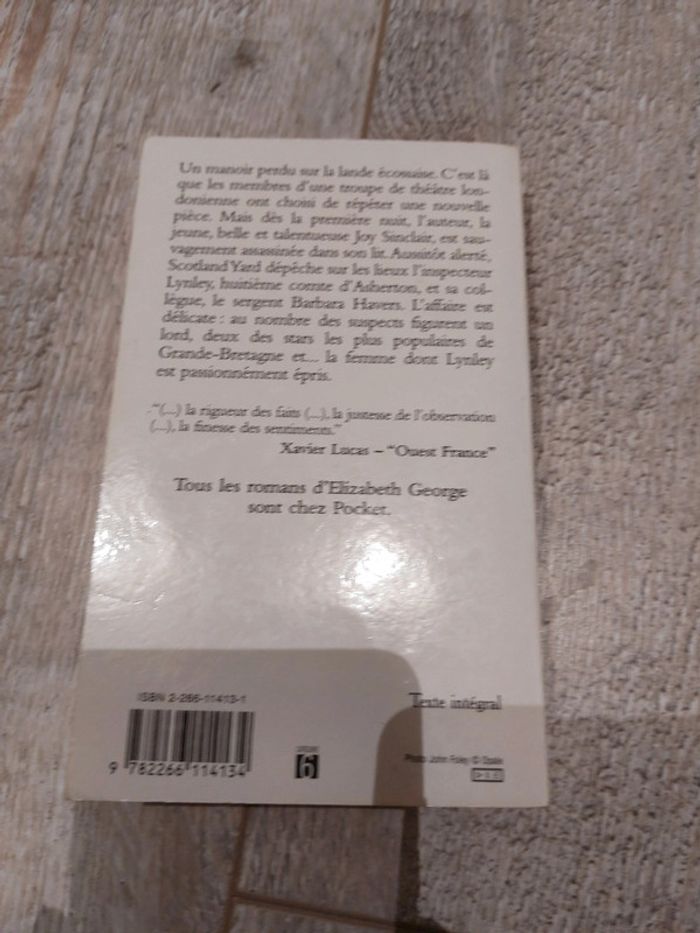 Un manoir perdu sur la lande écossaise. C'est là
que les membres d'une troupe de théâtre lon-
donienne ont choisi de répéter une nouvelle
pièce. Mais dès la première nuit, l'auteur, la
jeune, belle et talentueuse Joy Sinclair, est sau-
vagement assassinée dans son lit. Aussitôt alerté,
Scotland Yard dépêche sur les lieux l'inspecteur
Lynley, huitième comte d'Asherton, et sa col-
lègue, le sergent Barbara Havers. L'affaire est
délicate : au nombre des suspects figurent un
lord, deux des stars les plus populaires de
Grande-Bretagne et... la femme dont Lynley
est passionnément épris.
"(...) la rigueur des faits (...), la justesse de l'observation
(...), la finesse des sentiments."
Xavier Lucas – "Ouest France"
Tous les romans d'Elizabeth George
sont chez Pocket.
ISBN 2-266-11413-1
Texte intégral
9 782266 114134
6
Photo John Foley © Opale